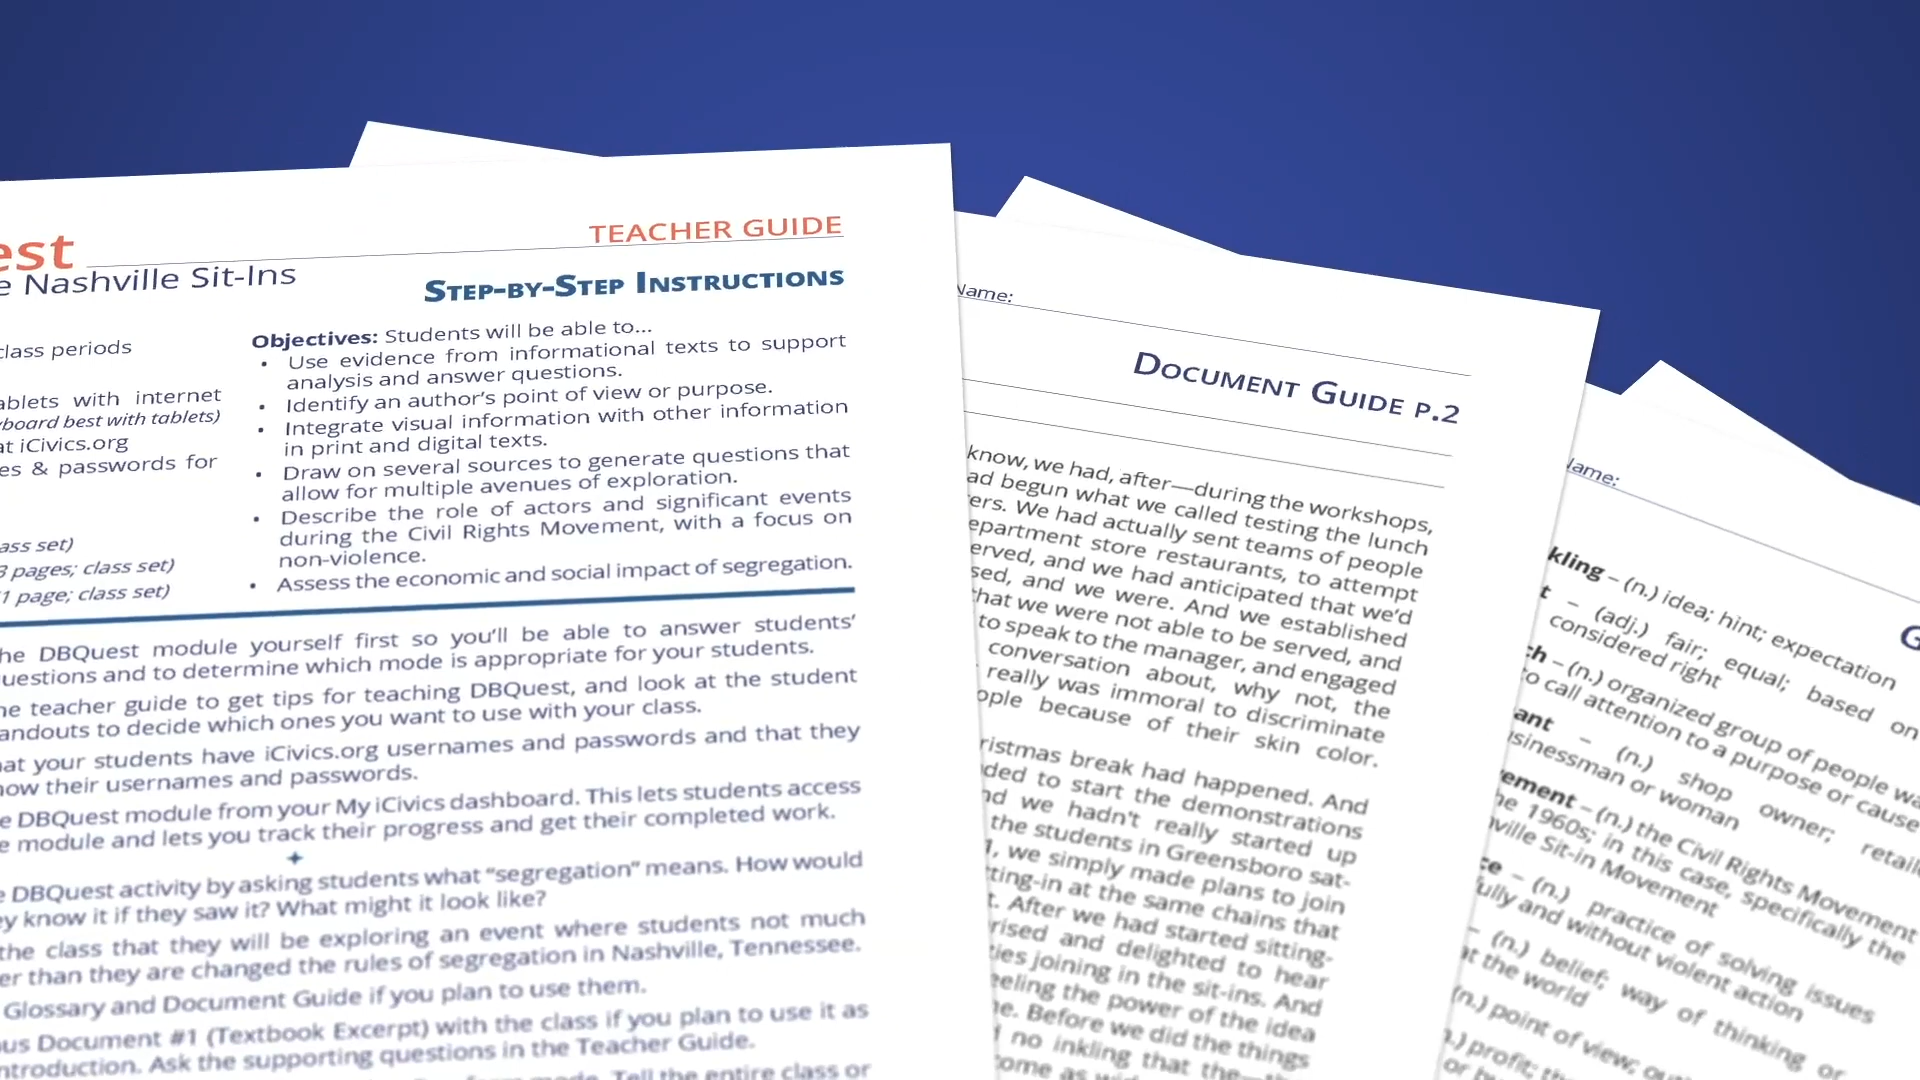 est
TEACHER GUIDE
e Nashville Sit-Ins
STEP-BY-STEP INSTRUCTIONS
class periods
ablets with internet
yboard best with tablets)
at iCivics.org
es & passwords for
ass set)
3 pages; class set)
1 page; class set)
Objectives: Students will be able to...
• Use evidence from informational texts to support
analysis and answer questions.
• Identify an author's point of view or purpose.
• Integrate visual information with other information
in print and digital texts.
• Draw on several sources to generate questions that
allow for multiple avenues of exploration.
• Describe the role of actors and significant events
during the Civil Rights Movement, with a focus on
non-violence.
• Assess the economic and social impact of segregation.
he DBQuest module yourself first so you'll be able to answer students'
uestions and to determine which mode is appropriate for your students.
he teacher guide to get tips for teaching DBQuest, and look at the student
andouts to decide which ones you want to use with your class.
hat your students have iCivics.org usernames and passwords and that they
ow their usernames and passwords.
e DBQuest module from your My iCivics dashboard. This lets students access
e module and lets you track their progress and get their completed work.
e DBQuest activity by asking students what "segregation" means. How would
ey know it if they saw it? What might it look like?
the class that they will be exploring an event where students not much
er than they are changed the rules of segregation in Nashville, Tennessee.
Glossary and Document Guide if you plan to use them.
us Document #1 (Textbook Excerpt) with the class if you plan to use it as
ntroduction. Ask the supporting questions in the Teacher Guide.
mode. Tell the entire class or
Name:
DOCUMENT GUIDE P.2
know, we had, after—during the workshops,
ad begun what we called testing the lunch
ers. We had actually sent teams of people
epartment store restaurants, to attempt
erved, and we had anticipated that we'd
sed, and we were. And we established
that we were not able to be served, and
to speak to the manager, and engaged
conversation about, why not, the
really was immoral to discriminate
ople because of their skin color.
ristmas break had happened. And
ded to start the demonstrations
nd we hadn't really started up
the students in Greensboro sat-
1, we simply made plans to join
tting-in at the same chains that
t. After we had started sitting-
rised and delighted to hear
ties joining in the sit-ins. And
eeling the power of the idea
ne. Before we did the things
no inkling that the—
ome as
Name:
G
kling – (n.) idea; hint; expectation
t – (adj.) fair; equal; based on
considered right
ch – (n.) organized group of people wa
to call attention to a purpose or cause
ant – (n.) shop owner; retaile
usinessman or woman
vement – (n.) the Civil Rights Movement
he 1960s; in this case, specifically the
hville Sit-in Movement
ce – (n.) practice of solving issues
fully and without violent action
– (n.) belief; way of thinking or
at the world
(n.) point of view;
.) profit;
or